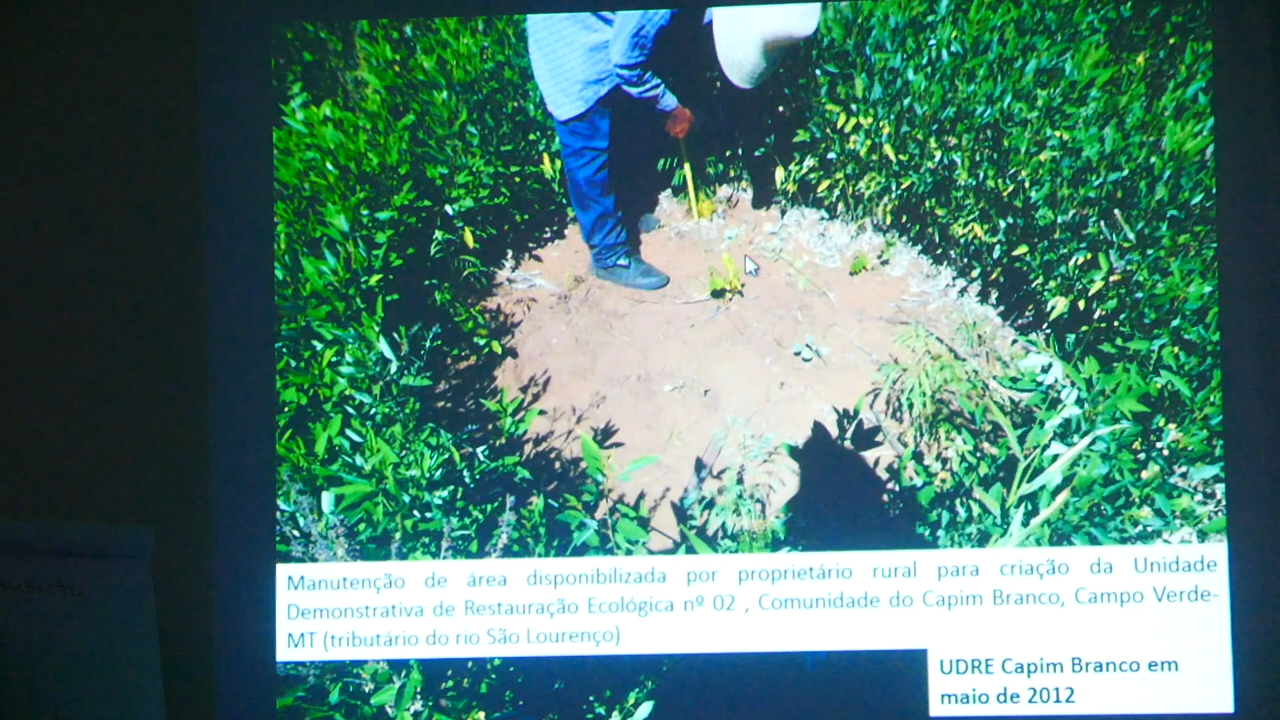 Manutenção de área disponibilizada por proprietário rural para criação da Unidade
Demonstrativa de Restauração Ecológica nº 02 , Comunidade do Capim Branco, Campo Verde-
MT (tributário do rio São Lourenço)
UDRE Capim Branco em
maio de 2012